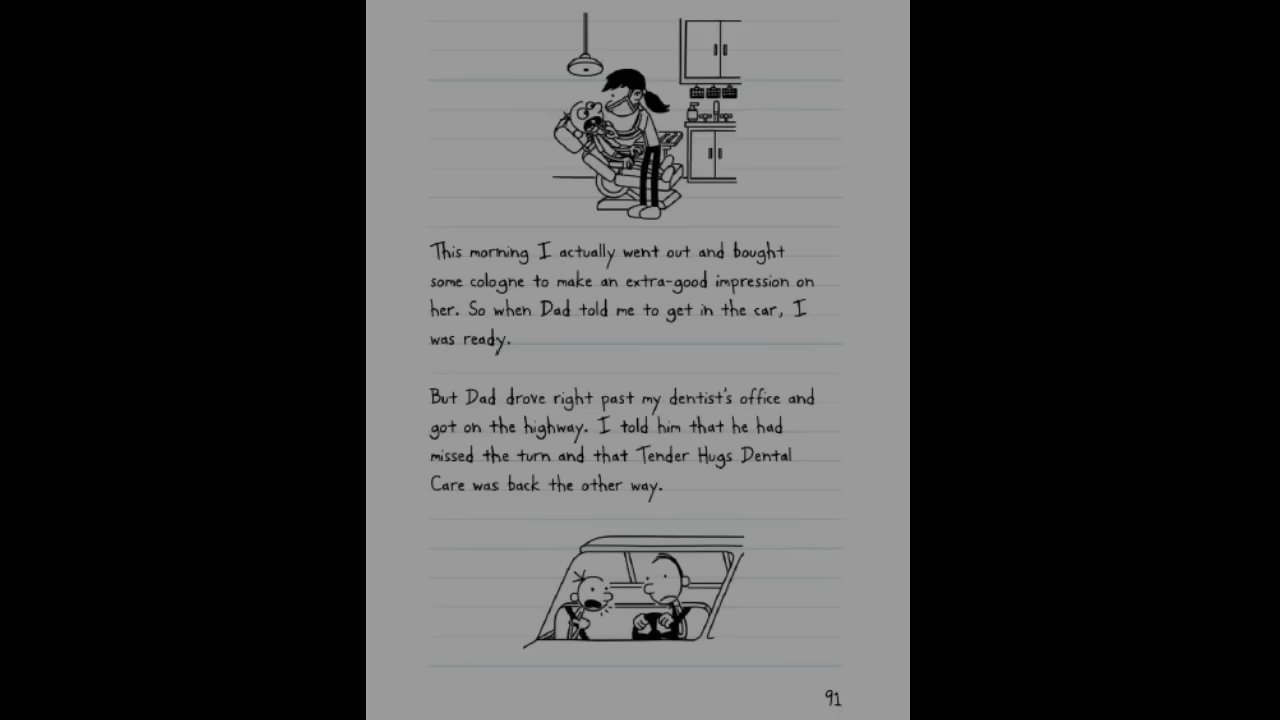 This morning I actually went out and bought
some cologne to make an extra-good impression on
her. So when Dad told me to get in the car, I
was ready.
But Dad drove right past my dentist's office and
got on the highway. I told him that he had
missed the turn and that Tender Hugs Dental
Care was back the other way.
91